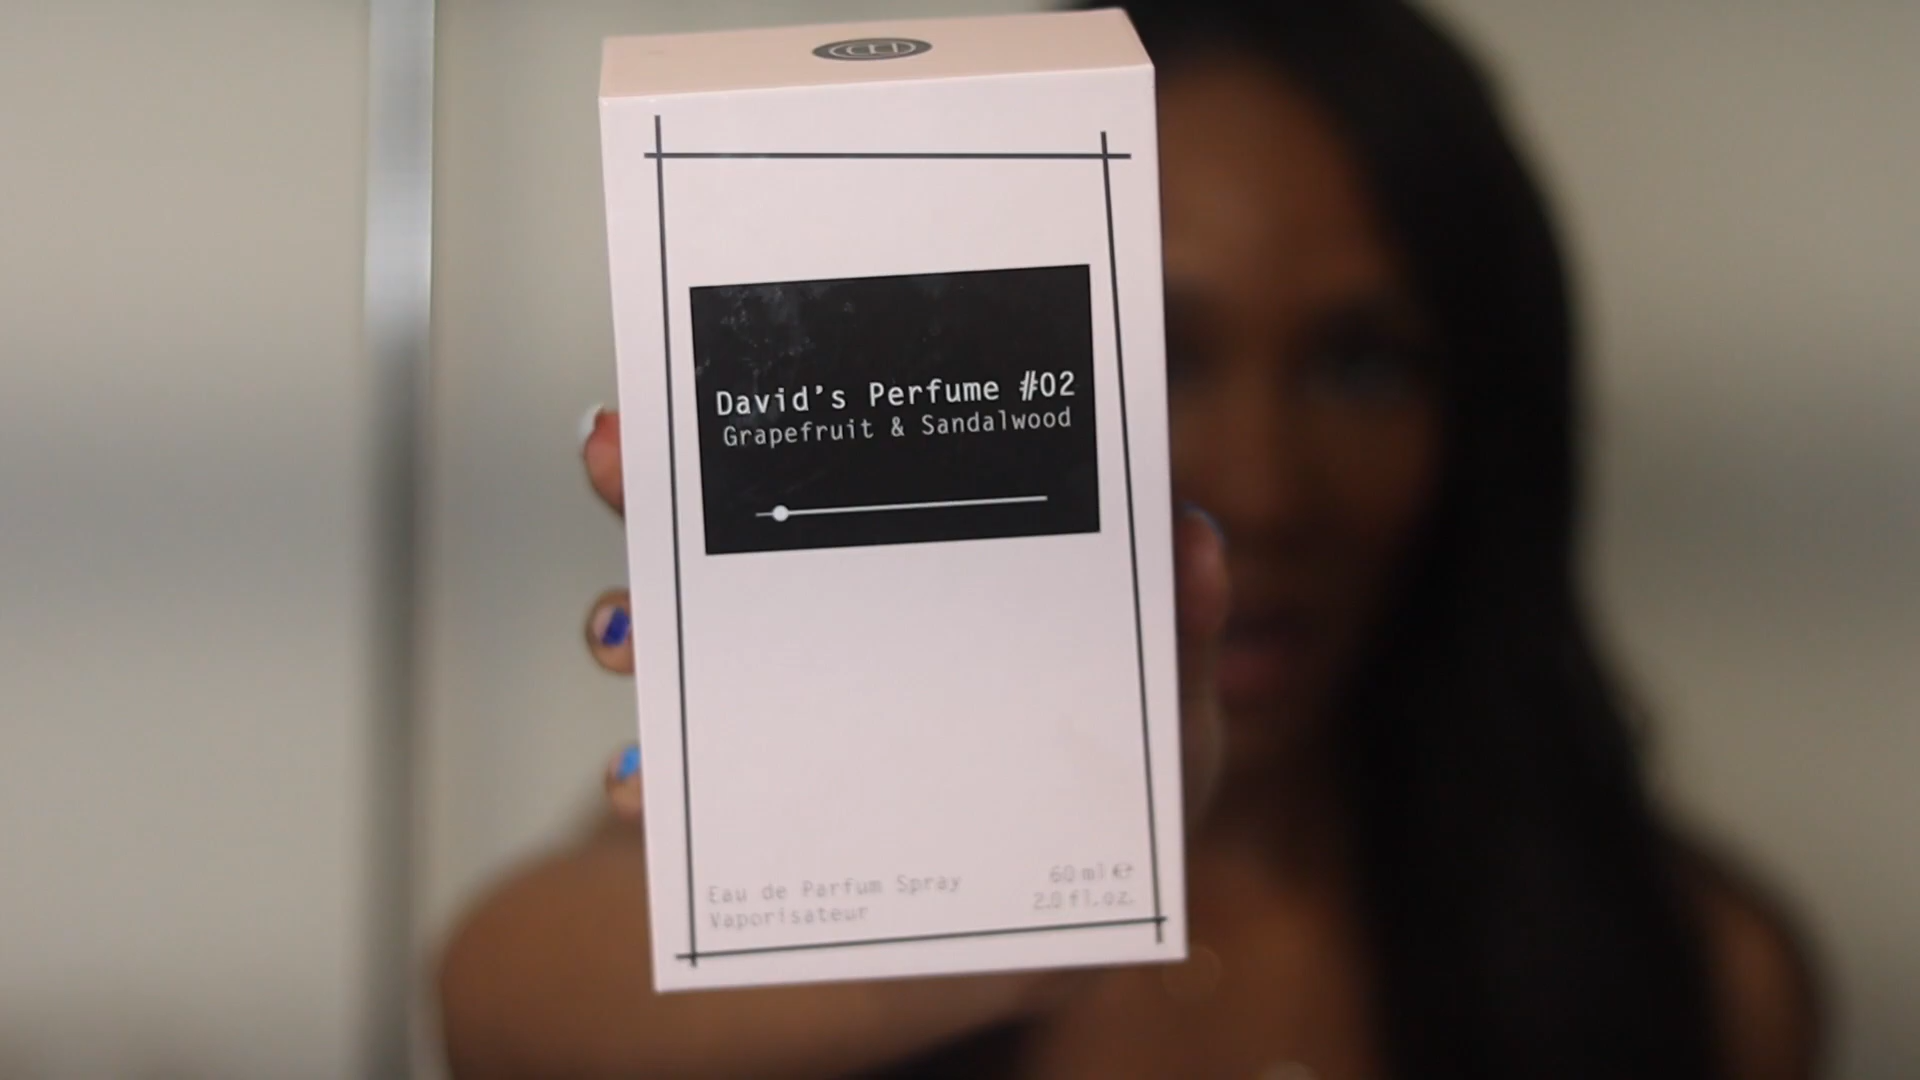 David's Perfume #02
Grapefruit & Sandalwood
Eau de Parfum Spray
Vaporisateur
60 ml ℮
2.0 fl.oz.